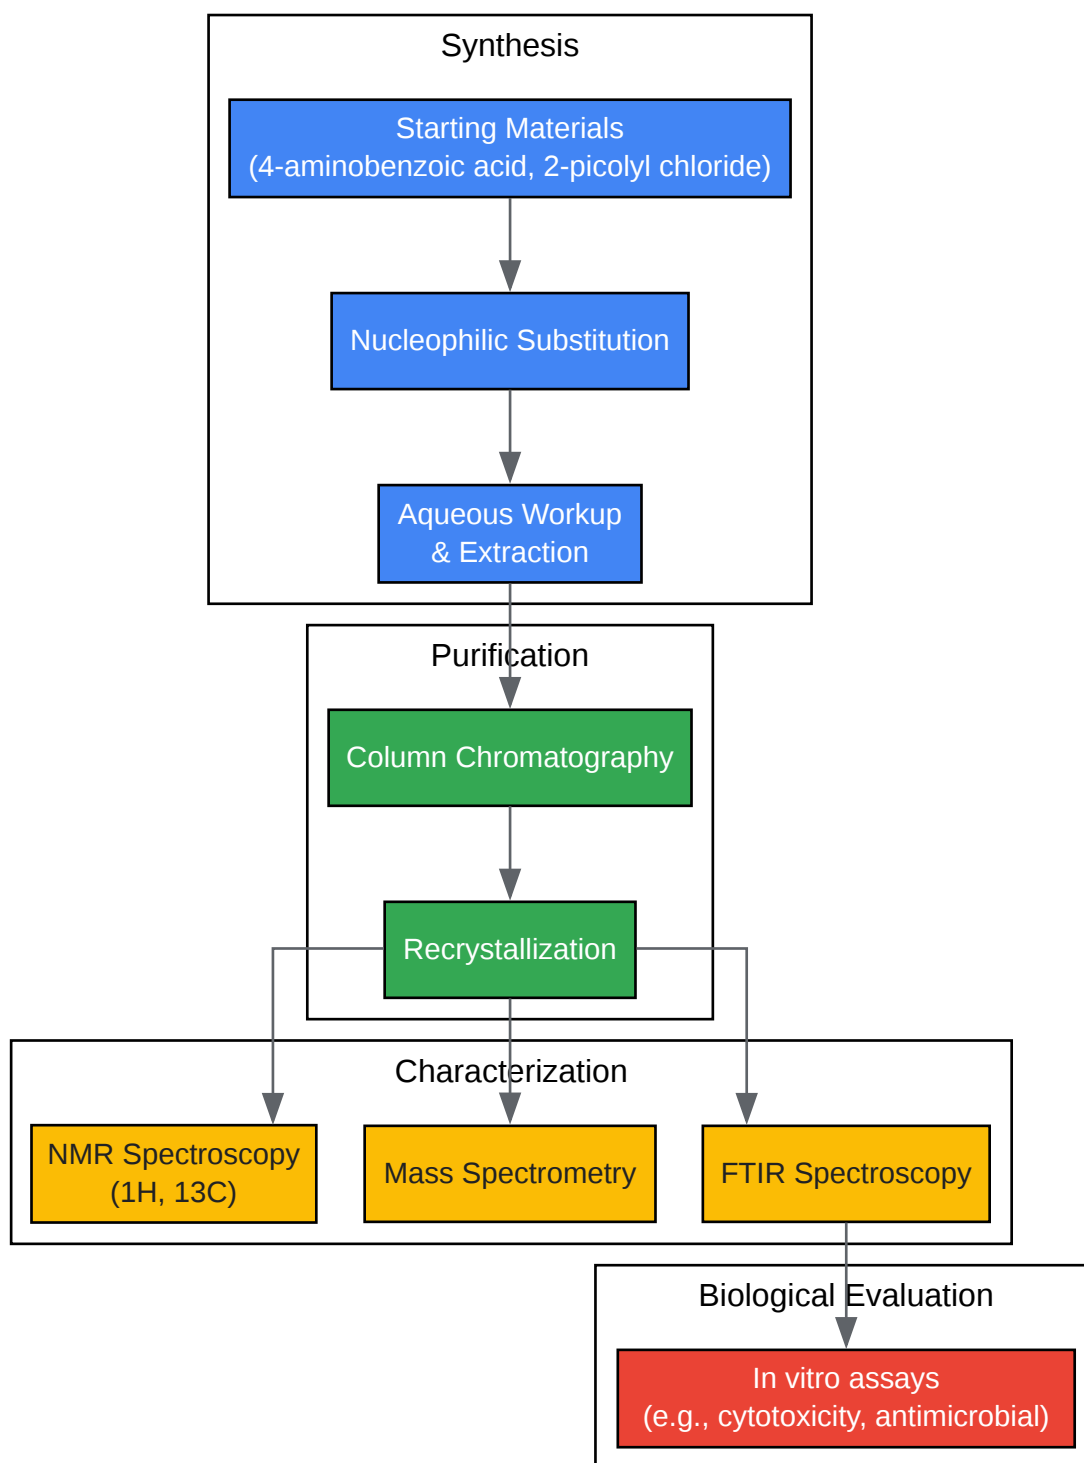 Synthesis
Starting Materials
(4-aminobenzoic acid, 2-picolyl chloride)
Nucleophilic Substitution
Aqueous Workup
& Extraction
Purification
Column Chromatography
Recrystallization
Characterization
NMR Spectroscopy
(1H, 13C)
Mass Spectrometry
FTIR Spectroscopy
Biological Evaluation
In vitro assays
(e.g., cytotoxicity, antimicrobial)